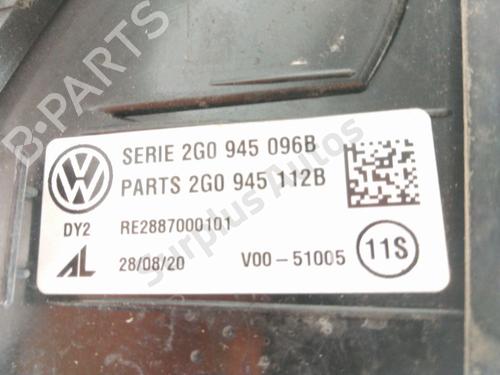 SERIE 2G0 945 096B
PARTS 2G0 945 112B
DY2 RE2887000101
AL 28/08/20 V00-51005 11S
B-PARTS
Surplus Autos